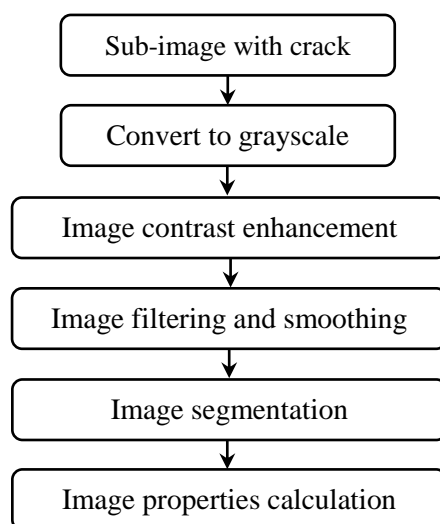 Sub-image with crack
Convert to grayscale
Image contrast enhancement
Image filtering and smoothing
Image segmentation
Image properties calculation